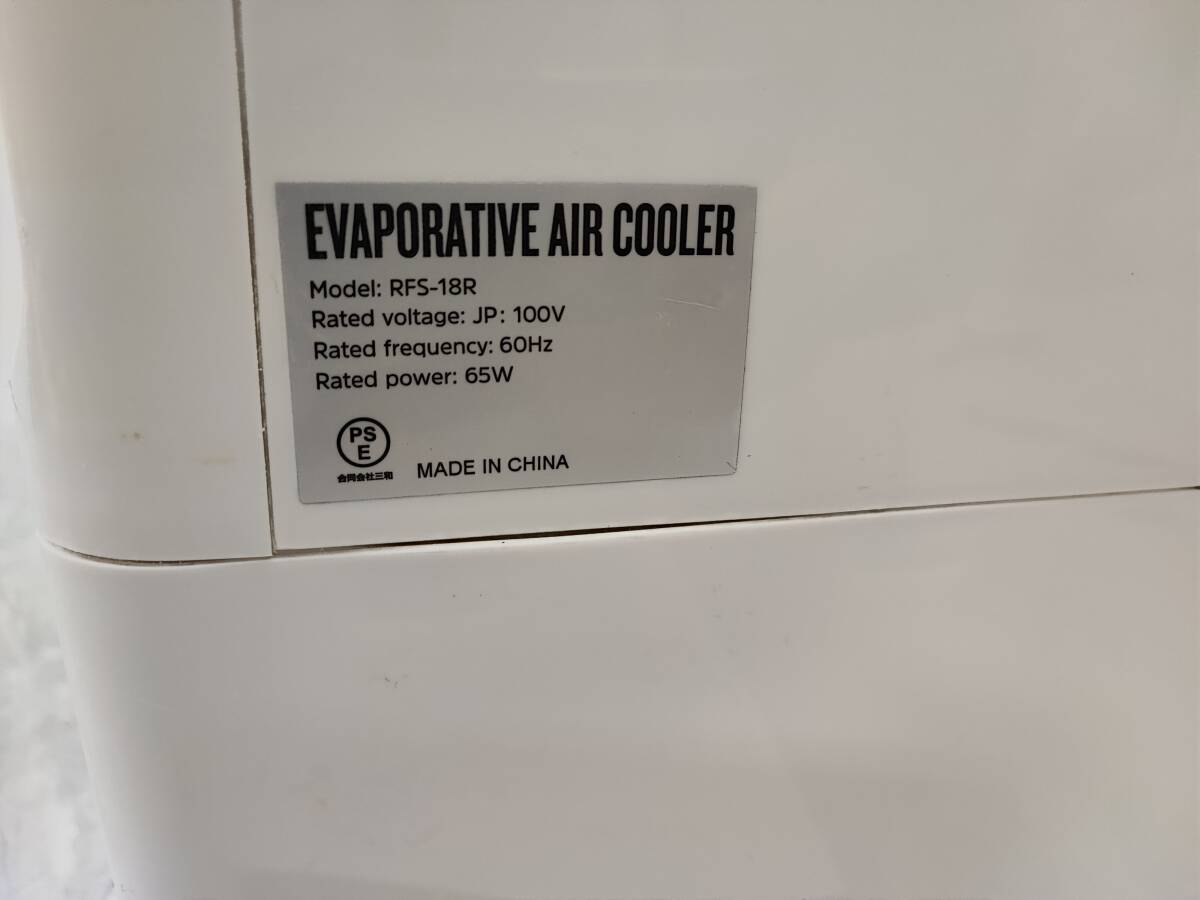 EVAPORATIVE AIR COOLER
Model: RFS-18R
Rated voltage: JP: 100V
Rated frequency: 60Hz
Rated power: 65W
PS
E
合同会社三和
MADE IN CHINA